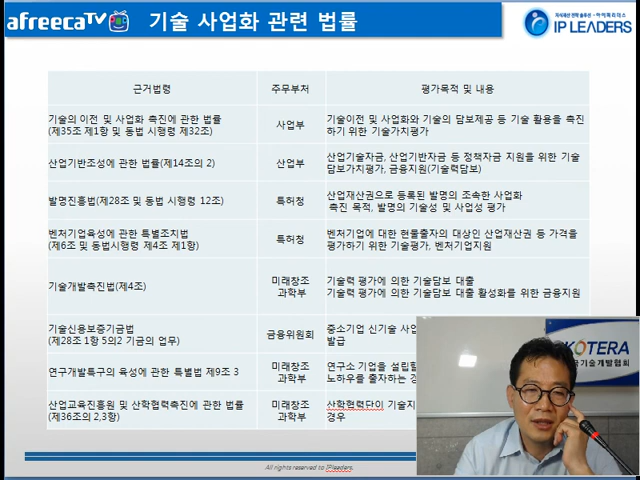 afreecaTV 기술 사업화 관련 법률
지식재산 전략 솔루션 - 아이피리더스
IP LEADERS
근거법령 주무부처 평가목적 및 내용
기술의 이전 및 사업화 촉진에 관한 법률
(제35조 제1항 및 동법 시행령 제32조)
사업부
기술이전 및 사업화와 기술의 담보제공 등 기술 활용을 촉진
하기 위한 기술가치평가
산업기반조성에 관한 법률(제14조의 2)
산업부
산업기술자금, 산업기반자금 등 정책자금 지원을 위한 기술
담보가치평가, 금융지원(기술력담보)
발명진흥법(제28조 및 동법 시행령 12조)
특허청
산업재산권으로 등록된 발명의 조속한 사업화
촉진 목적, 발명의 기술성 및 사업성 평가
벤처기업육성에 관한 특별조치법
(제6조 및 동법시행령 제4조 제1항)
특허청
벤처기업에 대한 현물출자의 대상인 산업재산권 등 가격을
평가하기 위한 기술평가, 벤처기업지원
기술개발촉진법(제4조)
미래창조
과학부
기술력 평가에 의한 기술담보 대출
기술력 평가에 의한 기술담보 대출 활성화를 위한 금융지원
기술신용보증기금법
(제28조 1항 5의2 기금의 업무)
금융위원회
중소기업 신기술 사업
발급
연구개발특구의 육성에 관한 특별법 제9조 3
미래창조
과학부
연구소 기업을 설립할
노하우를 출자하는 경
산업교육진흥원 및 산학협력촉진에 관한 법률
(제36조의 2,3항)
미래창조
과학부
산학협력단이 기술지
경우
KOTERA
국기술개발협회
All rights reserved to IPleeders.